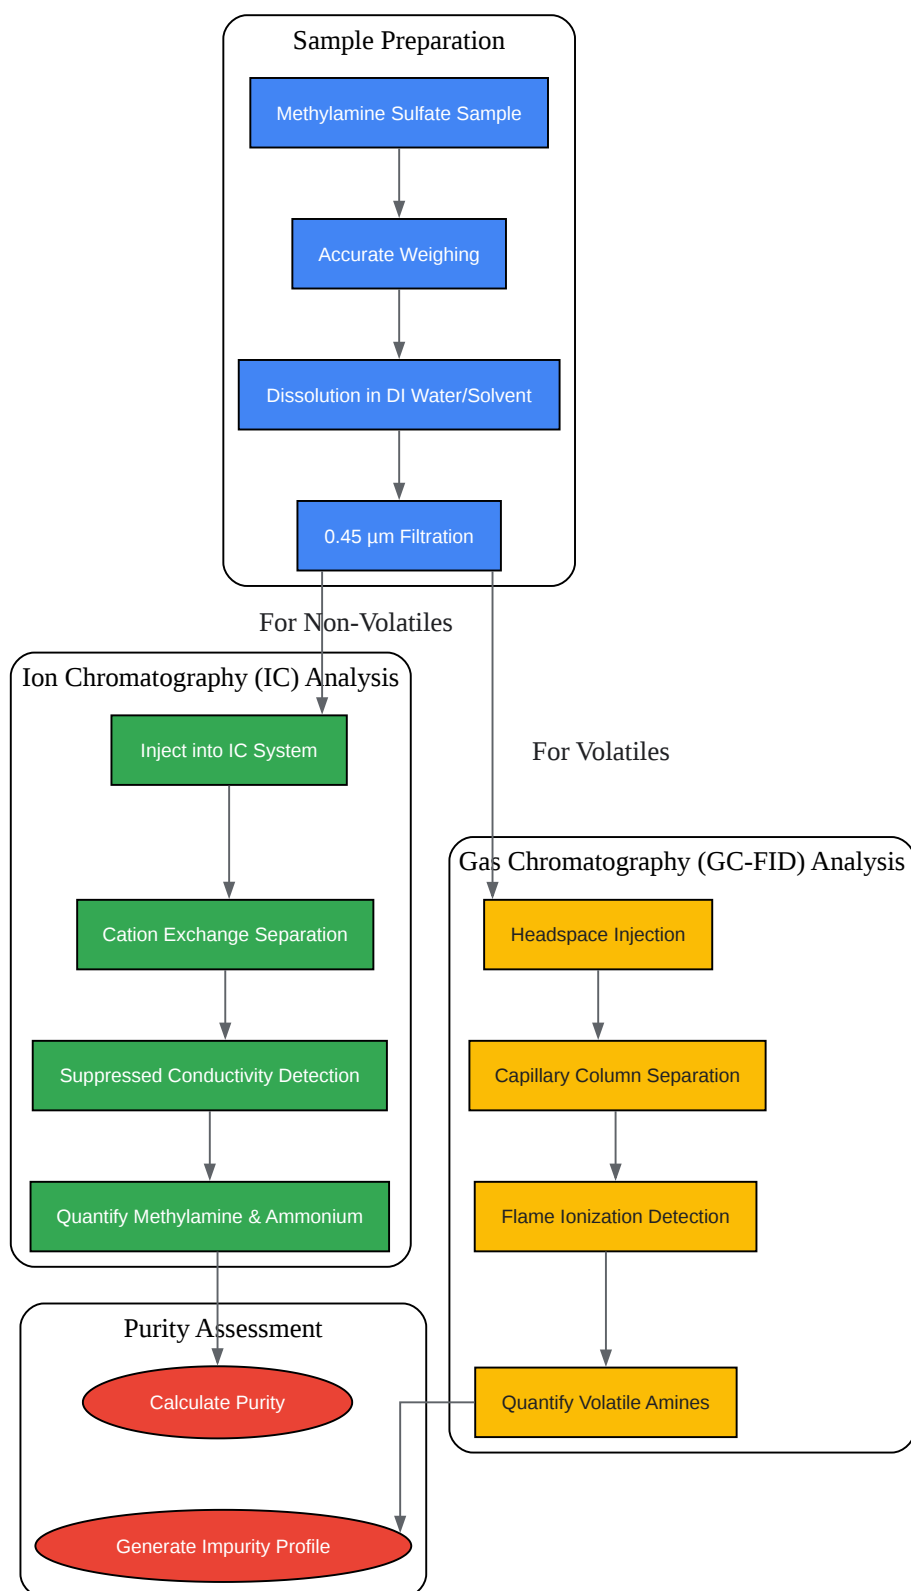 Sample Preparation
Methylamine Sulfate Sample
Accurate Weighing
Dissolution in DI Water/Solvent
0.45 µm Filtration
For Non-Volatiles
For Volatiles
Ion Chromatography (IC) Analysis
Inject into IC System
Cation Exchange Separation
Suppressed Conductivity Detection
Quantify Methylamine & Ammonium
Gas Chromatography (GC-FID) Analysis
Headspace Injection
Capillary Column Separation
Flame Ionization Detection
Quantify Volatile Amines
Purity Assessment
Calculate Purity
Generate Impurity Profile